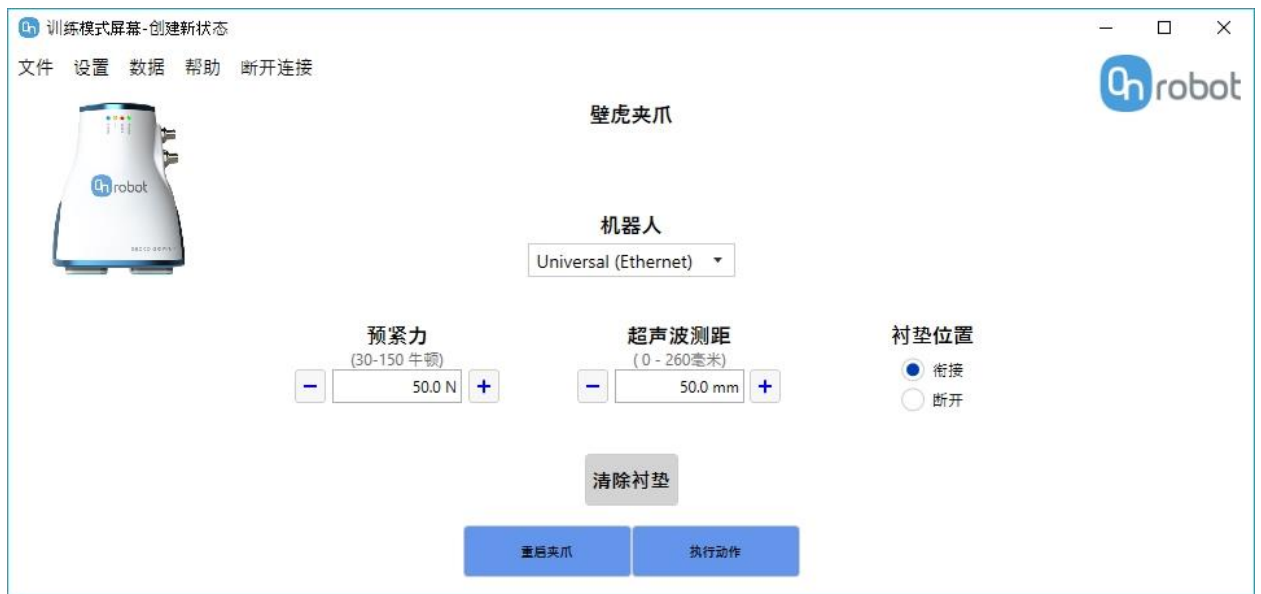 训练模式屏幕-创建新状态
文件 设置 数据 帮助 断开连接
On robot
壁虎夹爪
On robot
机器人
Universal (Ethernet)
预紧力 超声波测距 衬垫位置
(30-150 牛顿) ( 0 - 260毫米)
− 50.0 N + − 50.0 mm + 衔接
断开
清除衬垫
重启夹爪 执行动作